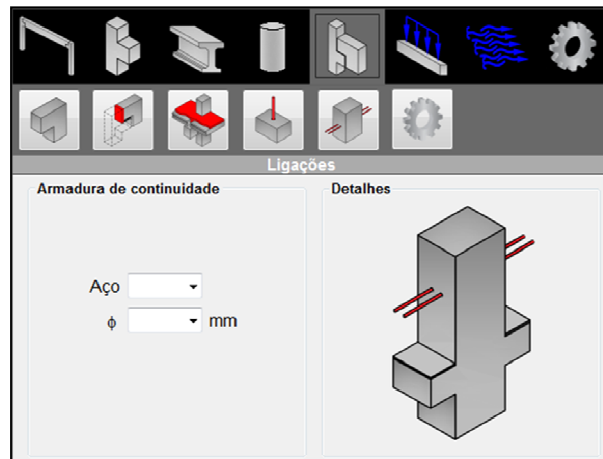 Ligações
Armadura de continuidade
Detalhes
Aço
ϕ mm